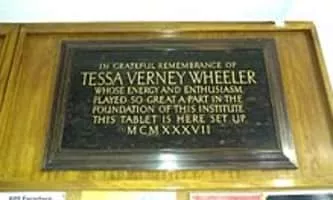 IN GRATEFUL REMEMBRANCE OF
TESSA VERNEY WHEELER
WHOSE ENERGY AND ENTHUSIASM
PLAYED SO GREAT A PART IN THE
FOUNDATION OF THIS INSTITUTE
THIS TABLET IS HERE SET UP
MCMXXXVII